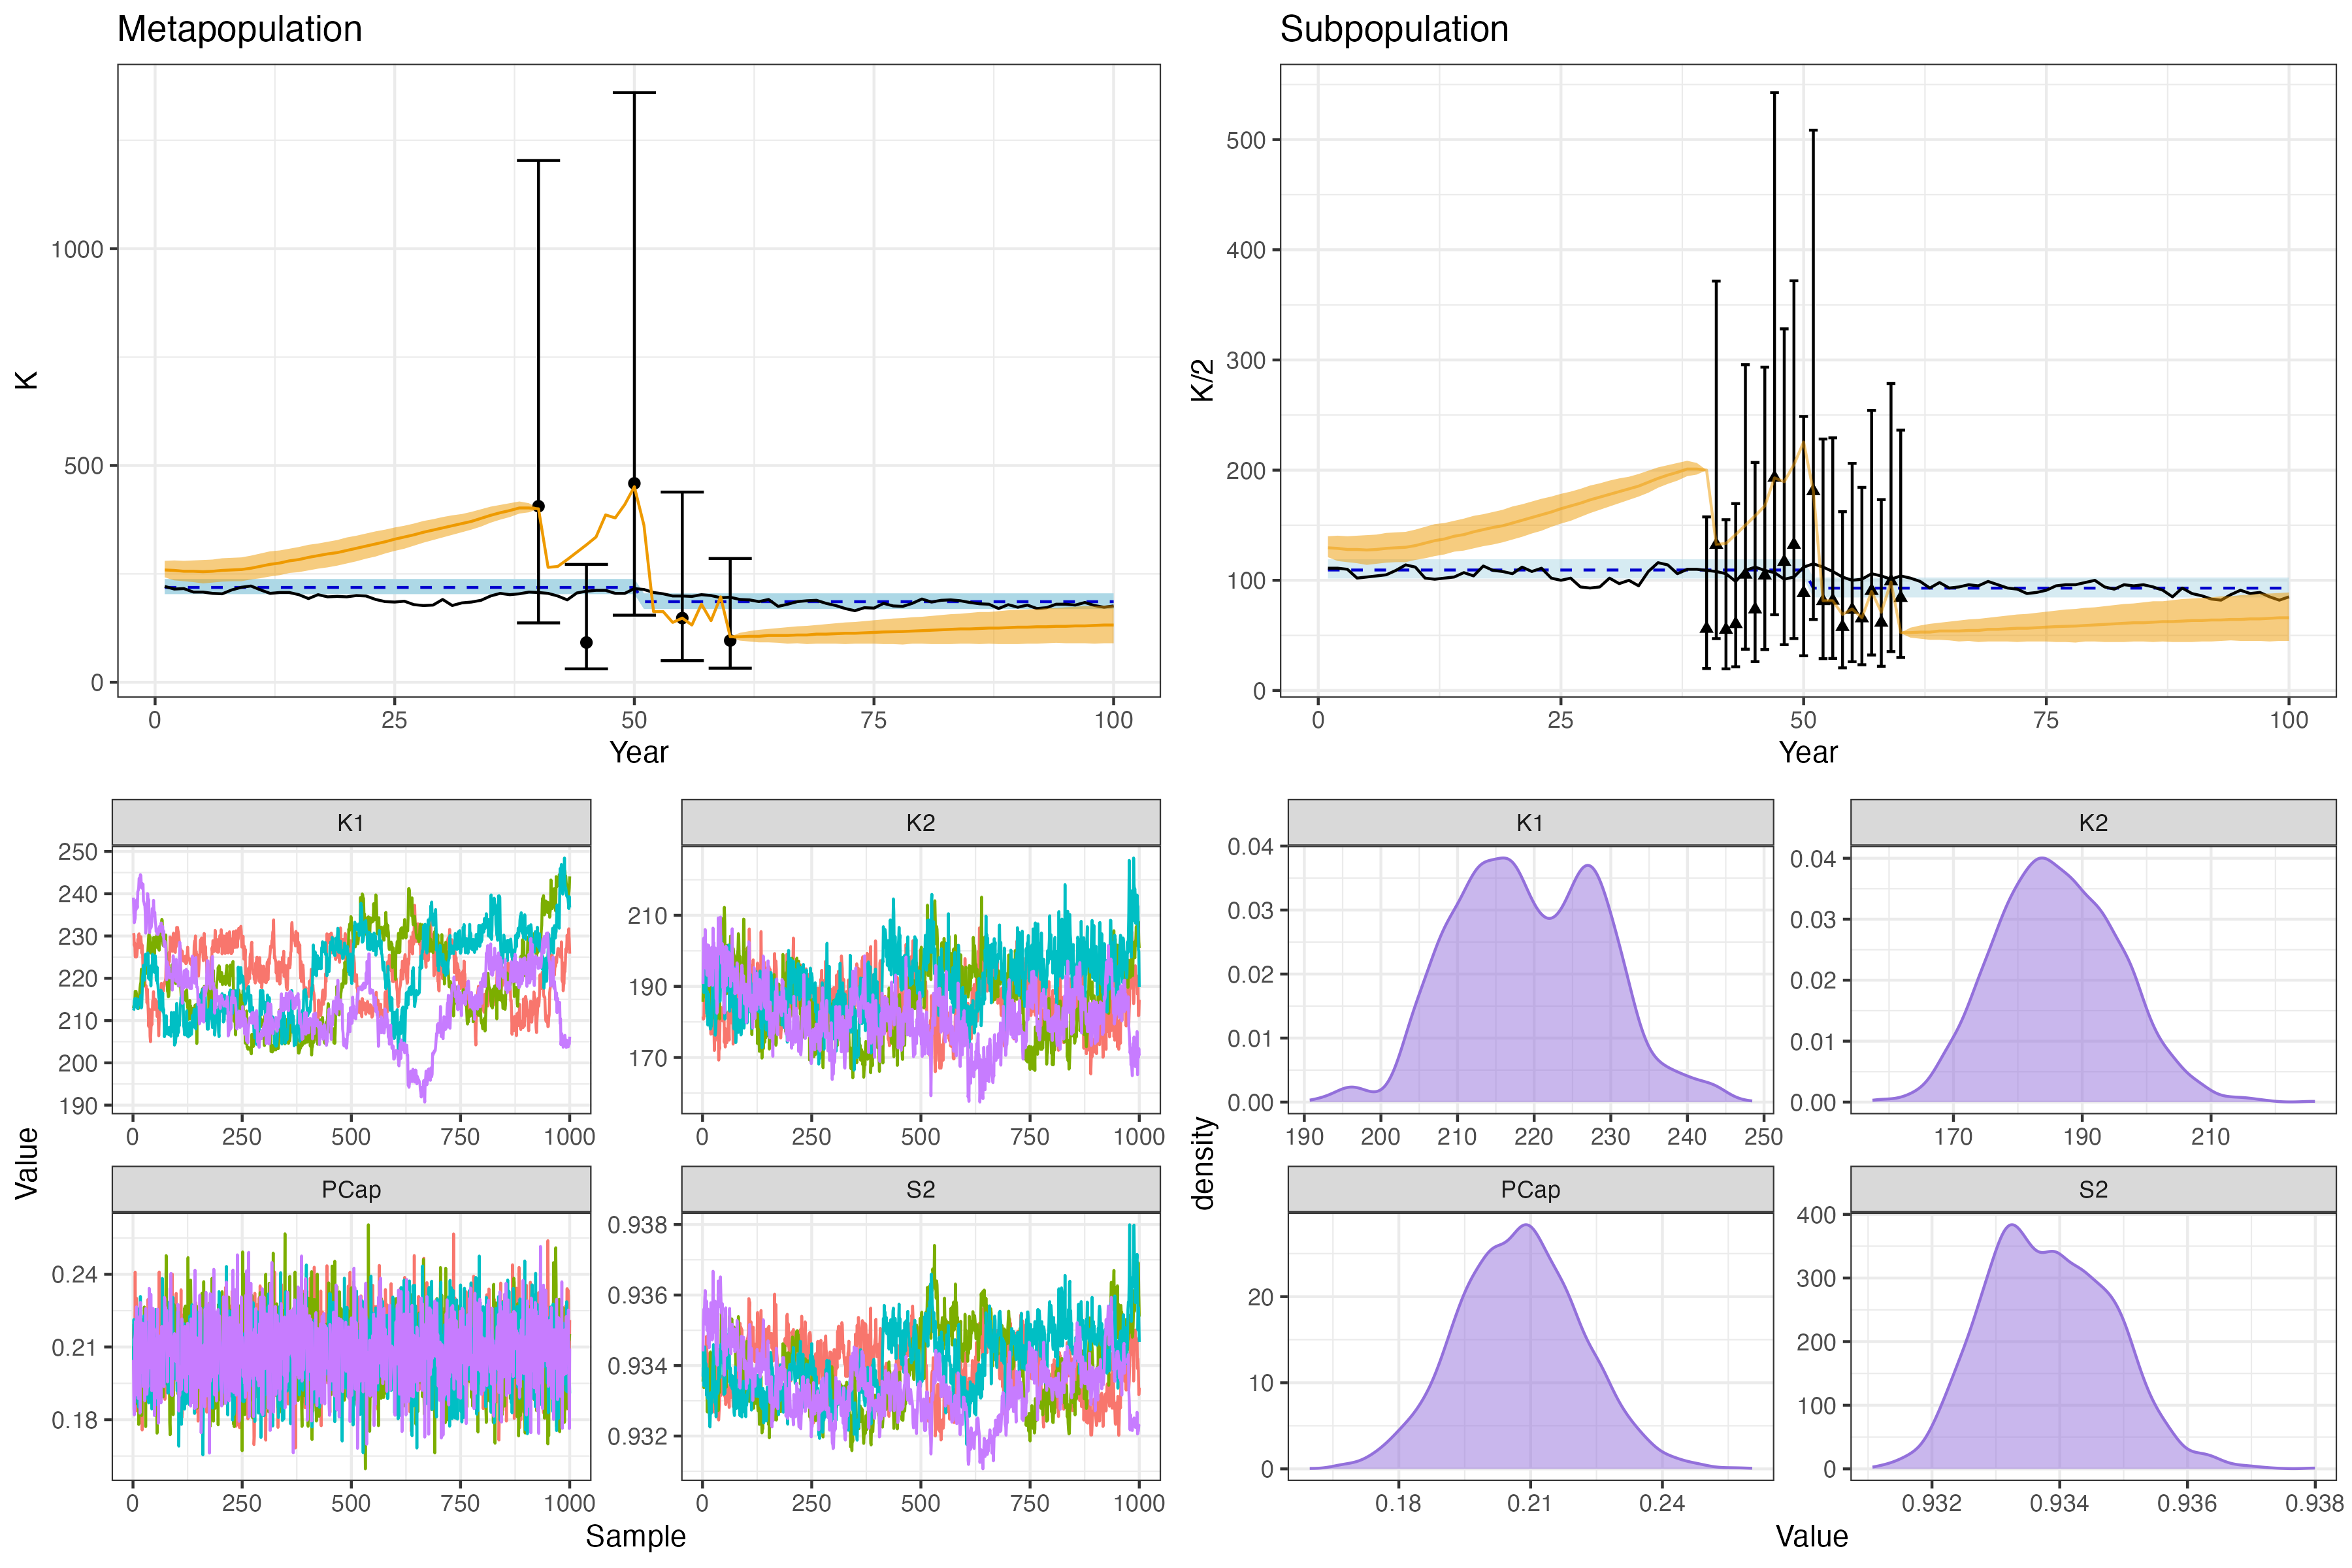 Metapopulation
K
1000
500
0
0 25 50 75 100
Year
Subpopulation
K/2
500
400
300
200
100
0
0 25 50 75 100
Year
Value
K1
250
240
230
220
210
200
190
0 250 500 750 1000
K2
210
190
170
0 250 500 750 1000
PCap
0.24
0.21
0.18
0 250 500 750 1000
S2
0.938
0.936
0.934
0.932
0 250 500 750 1000
Sample
density
K1
0.04
0.03
0.02
0.01
0.00
190 200 210 220 230 240 250
K2
0.04
0.03
0.02
0.01
0.00
170 190 210
PCap
20
10
0
0.18 0.21 0.24
S2
400
300
200
100
0
0.932 0.934 0.936 0.938
Value